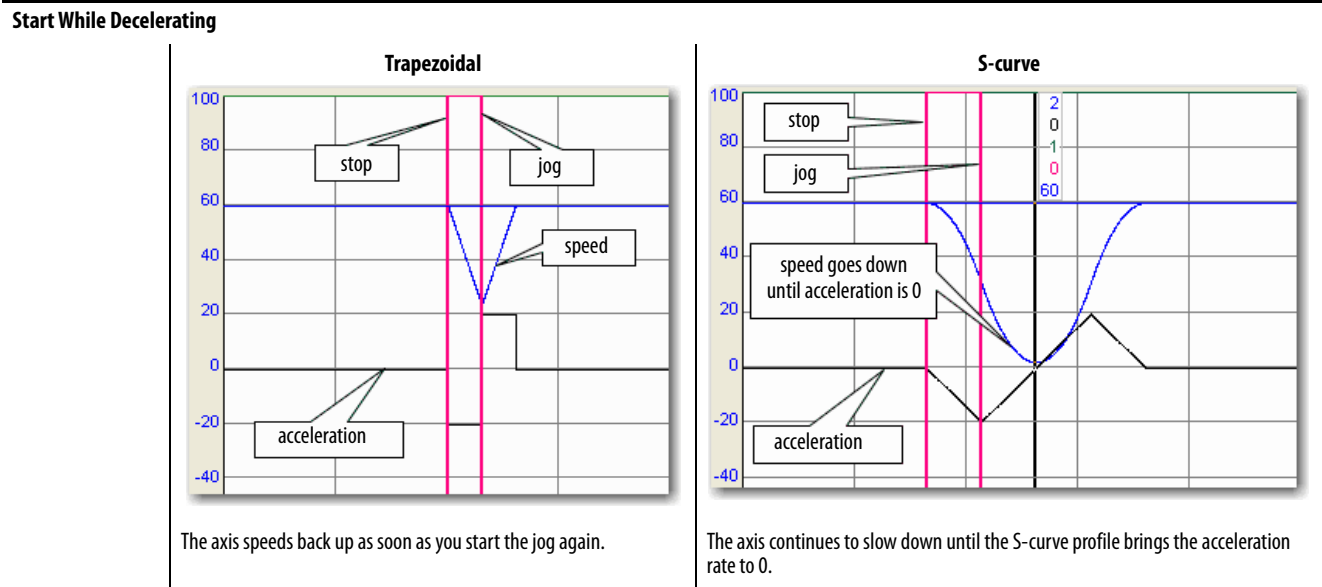 Start While Decelerating
Trapezoidal
100
80
60
40
20
0
-20
-40
stop
jog
speed
acceleration
The axis speeds back up as soon as you start the jog again.
S-curve
100
80
60
40
20
0
-20
-40
stop
jog
2
0
1
0
60
speed goes down
until acceleration is 0
acceleration
The axis continues to slow down until the S-curve profile brings the acceleration
rate to 0.